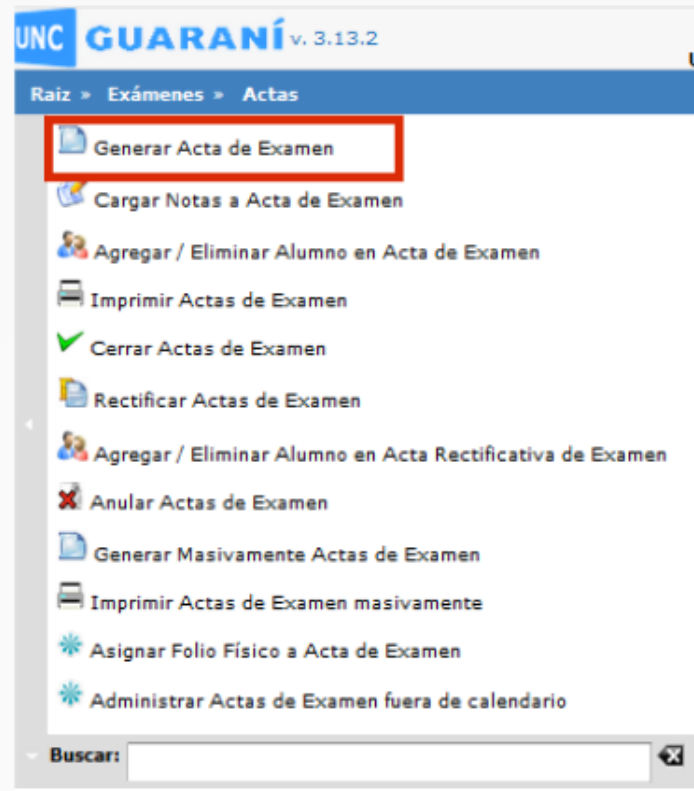 UNC GUARANÍ v. 3.13.2
Raiz » Exámenes » Actas
Generar Acta de Examen
Cargar Notas a Acta de Examen
Agregar / Eliminar Alumno en Acta de Examen
Imprimir Actas de Examen
Cerrar Actas de Examen
Rectificar Actas de Examen
Agregar / Eliminar Alumno en Acta Rectificativa de Examen
Anular Actas de Examen
Generar Masivamente Actas de Examen
Imprimir Actas de Examen masivamente
Asignar Folio Físico a Acta de Examen
Administrar Actas de Examen fuera de calendario
Buscar: